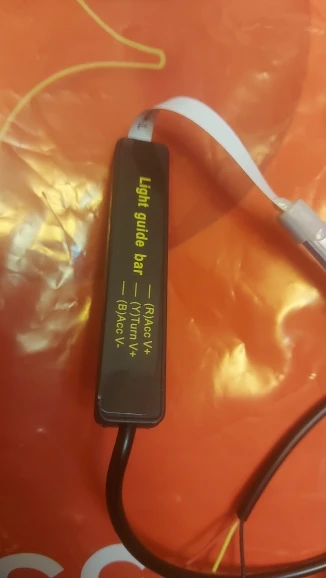 Light guide bar
— (R)Acc V+
— (Y)Turn V+
— (B)Acc V-